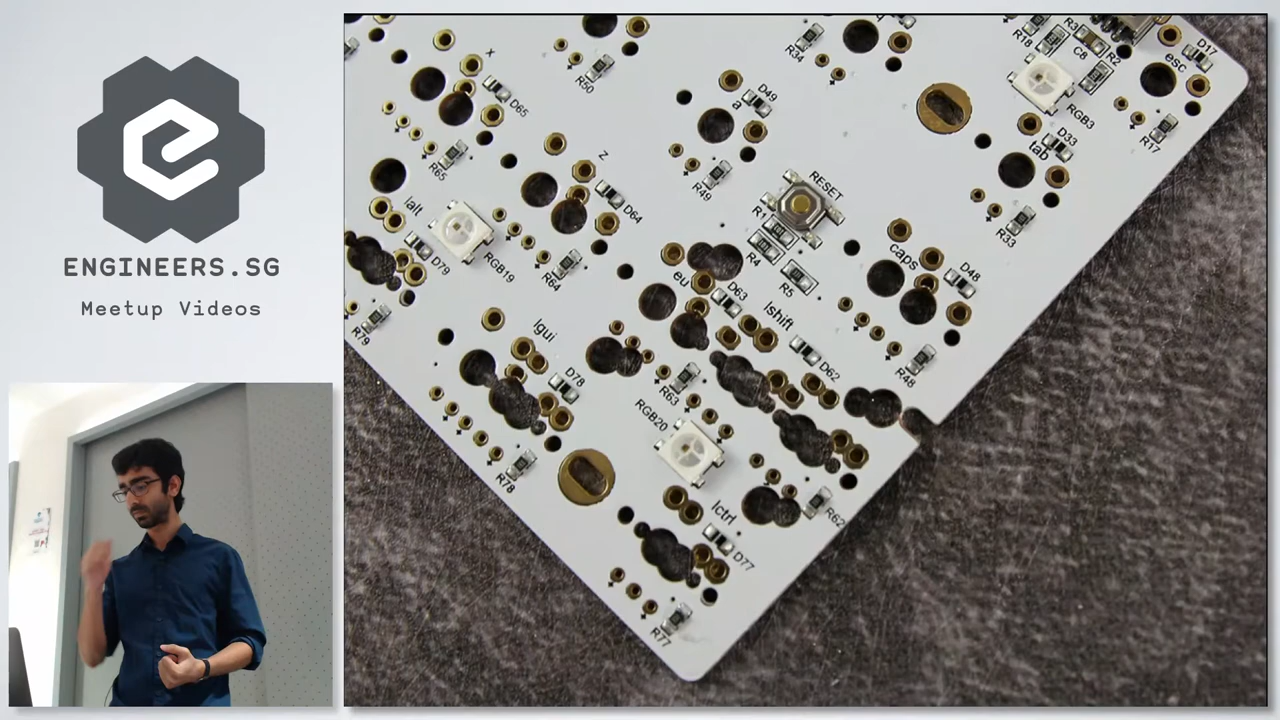 ENGINEERS.SG
Meetup Videos
R34
R18
R3
C8
R2
D17
esc
RGB3
R17
D33
tab
R33
x
D65
R50
R65
a
D49
R49
z
D64
R64
RESET
R1
R4
R5
caps
D48
R48
lalt
D79
RGB19
R79
eu
D63
R63
lshift
D62
R62
lgui
D78
R78
RGB20
lctrl
D77
R77